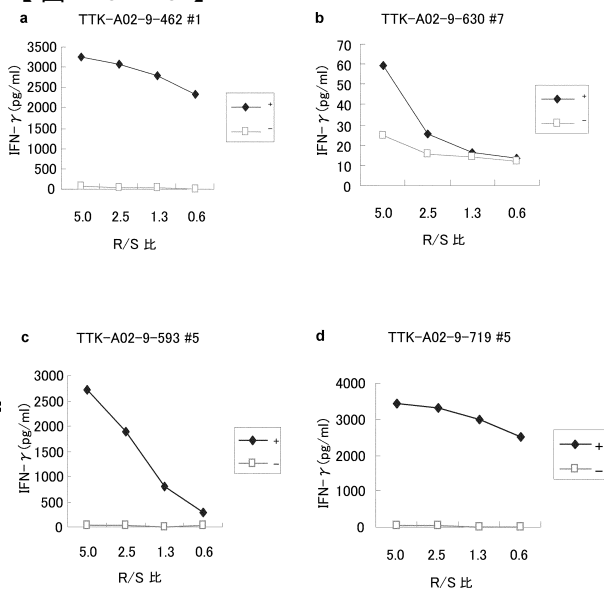 a TTK-A02-9-462 #1
IFN-γ(pg/ml)
3500
3000
2500
2000
1500
1000
500
0
5.0 2.5 1.3 0.6
R/S 比
+
−
b TTK-A02-9-630 #7
IFN-γ(pg/ml)
70
60
50
40
30
20
10
0
5.0 2.5 1.3 0.6
R/S 比
+
−
c TTK-A02-9-593 #5
IFN-γ(pg/ml)
3000
2500
2000
1500
1000
500
0
5.0 2.5 1.3 0.6
R/S 比
+
−
d TTK-A02-9-719 #5
IFN-γ(pg/ml)
4000
3000
2000
1000
0
5.0 2.5 1.3 0.6
R/S 比
+
−